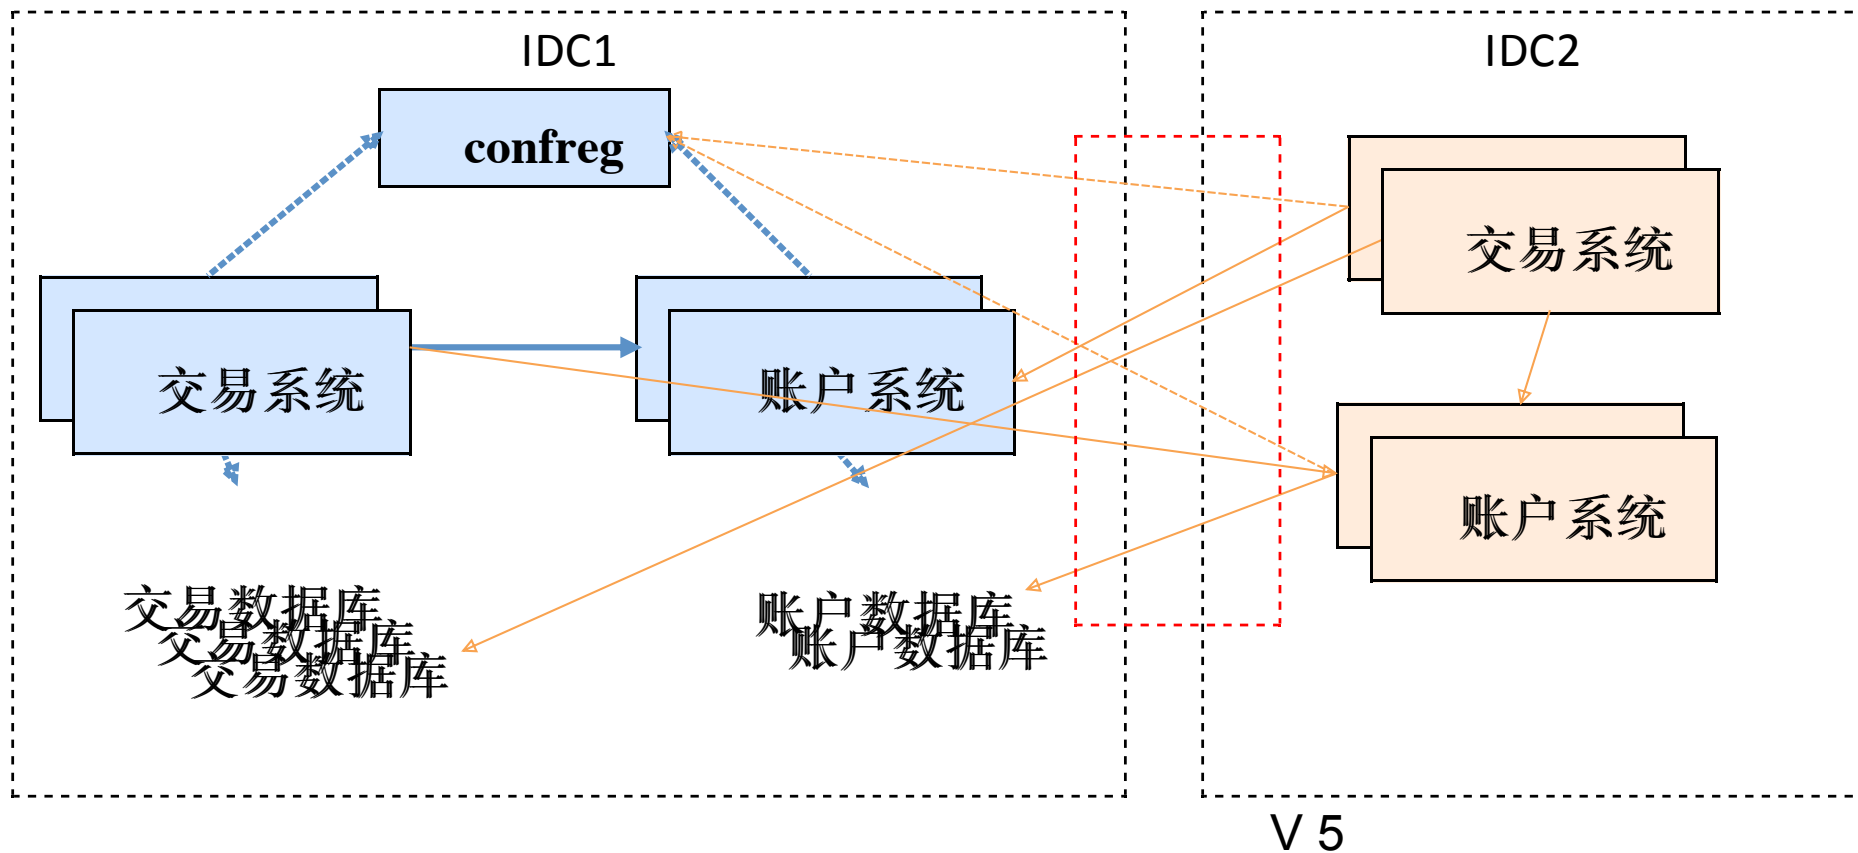 IDC1
IDC2
confreg
交易系统
交易系统
账户系统
账户系统
交易数据库
交易数据库
交易数据库
账户数据库
账户数据库
V 5